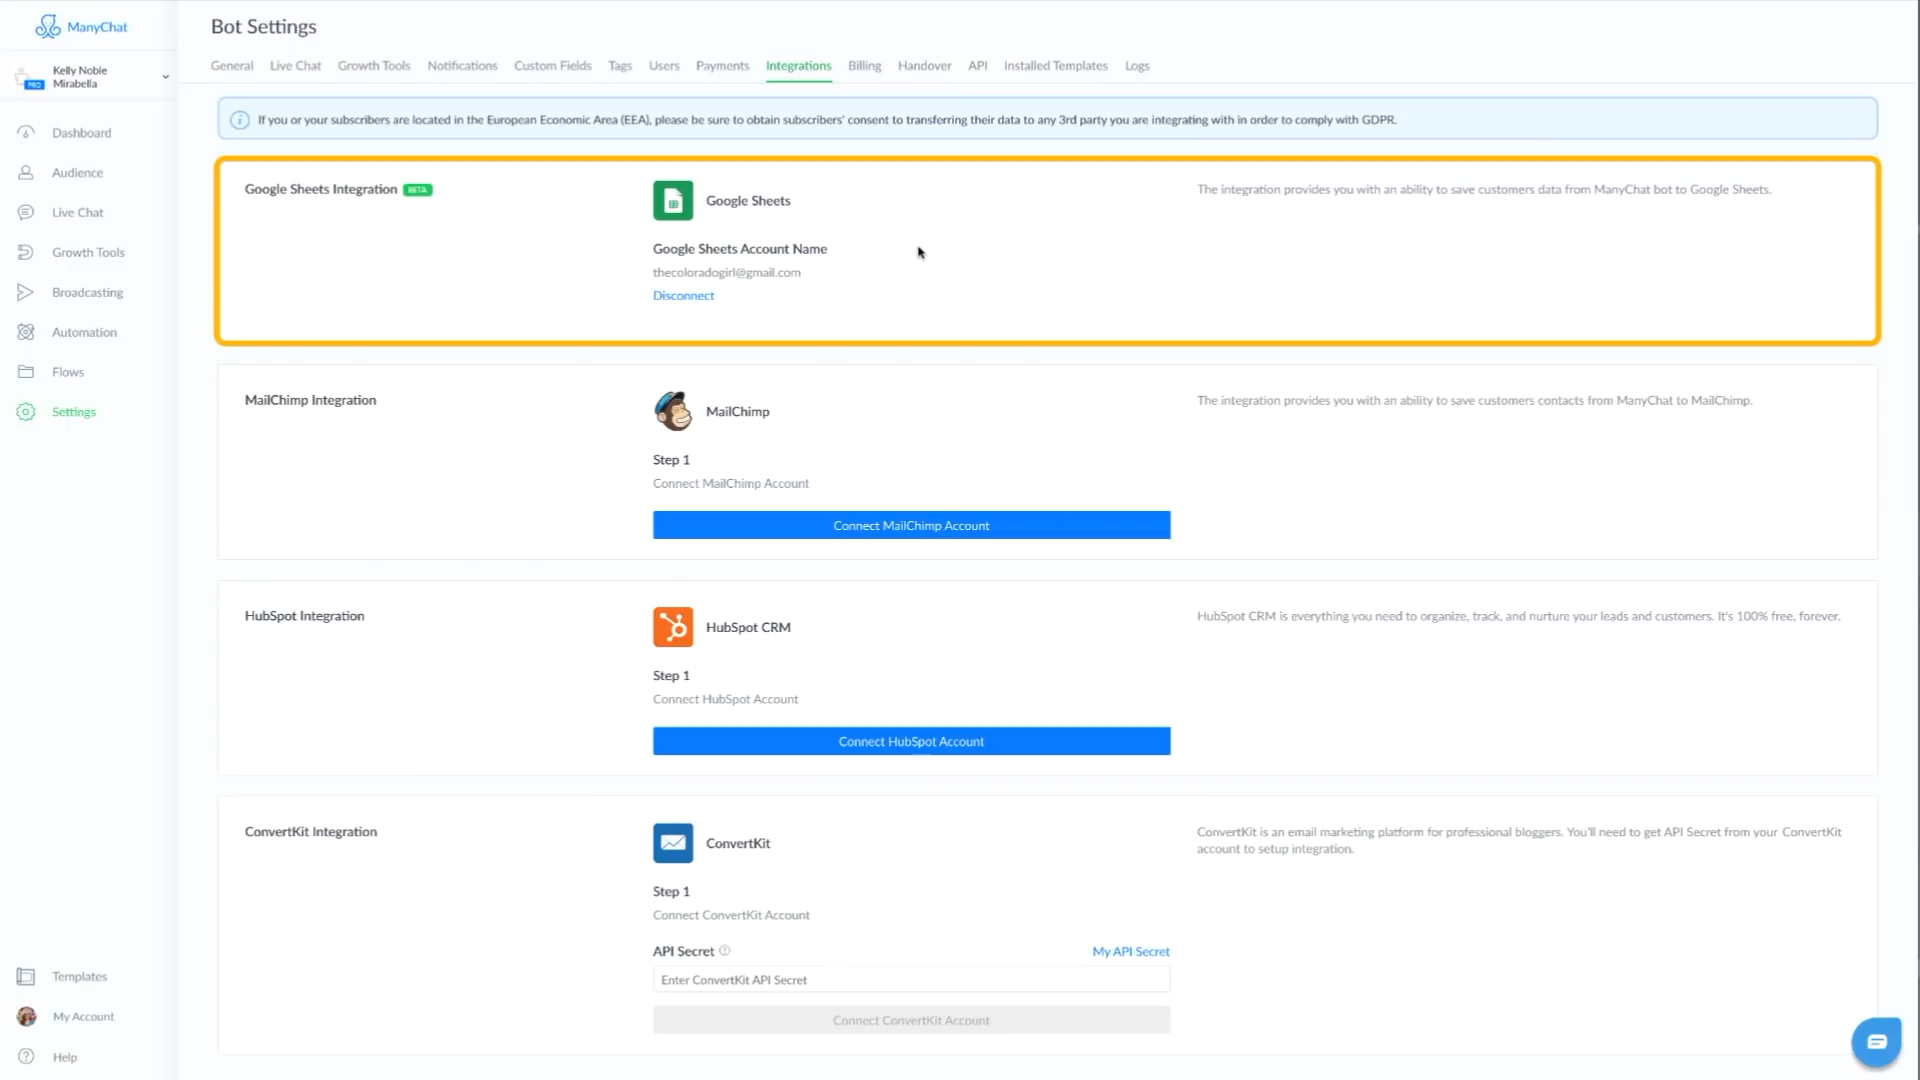 ManyChat
Bot Settings
Kelly Noble
Mirabella
PRO
General Live Chat Growth Tools Notifications Custom Fields Tags Users Payments Integrations Billing Handover API Installed Templates Logs
If you or your subscribers are located in the European Economic Area (EEA), please be sure to obtain subscribers' consent to transferring their data to any 3rd party you are integrating with in order to comply with GDPR.
Dashboard
Audience
Live Chat
Growth Tools
Broadcasting
Automation
Flows
Settings
Templates
My Account
Help
Google Sheets Integration BETA
Google Sheets
Google Sheets Account Name
thecoloradogirl@gmail.com
Disconnect
The integration provides you with an ability to save customers data from ManyChat bot to Google Sheets.
MailChimp Integration
MailChimp
Step 1
Connect MailChimp Account
Connect MailChimp Account
The integration provides you with an ability to save customers contacts from ManyChat to MailChimp.
HubSpot Integration
HubSpot CRM
Step 1
Connect HubSpot Account
Connect HubSpot Account
HubSpot CRM is everything you need to organize, track, and nurture your leads and customers. It's 100% free, forever.
ConvertKit Integration
ConvertKit
Step 1
Connect ConvertKit Account
API Secret
My API Secret
Enter ConvertKit API Secret
Connect ConvertKit Account
ConvertKit is an email marketing platform for professional bloggers. You'll need to get API Secret from your ConvertKit
account to setup integration.